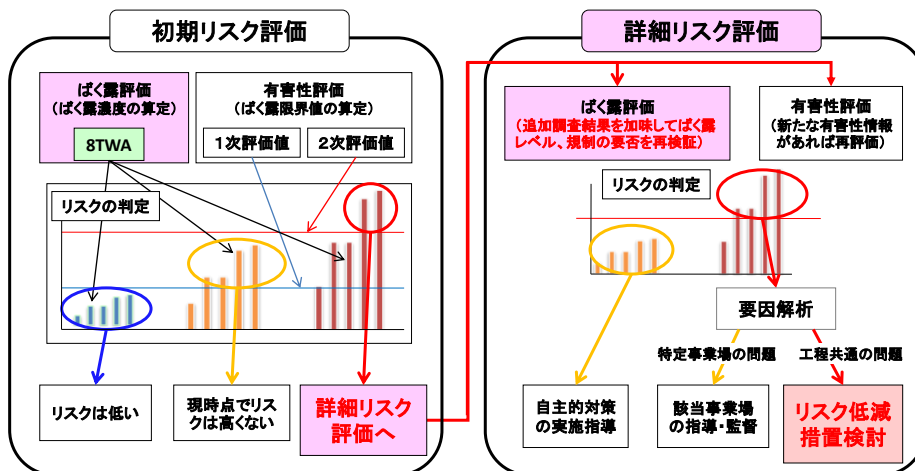 初期リスク評価
ばく露評価
（ばく露濃度の算定）
8TWA
有害性評価
（ばく露限界値の算定）
１次評価値
２次評価値
リスクの判定
リスクは低い
現時点でリスク
は高くない
詳細リスク
評価へ
詳細リスク評価
ばく露評価
（追加調査結果を加味してばく露
レベル、規制の要否を再検証）
有害性評価
（新たな有害性情報
があれば再評価）
リスクの判定
要因解析
特定事業場の問題
工程共通の問題
自主的対策
の実施指導
該当事業場
の指導・監督
リスク低減
措置検討